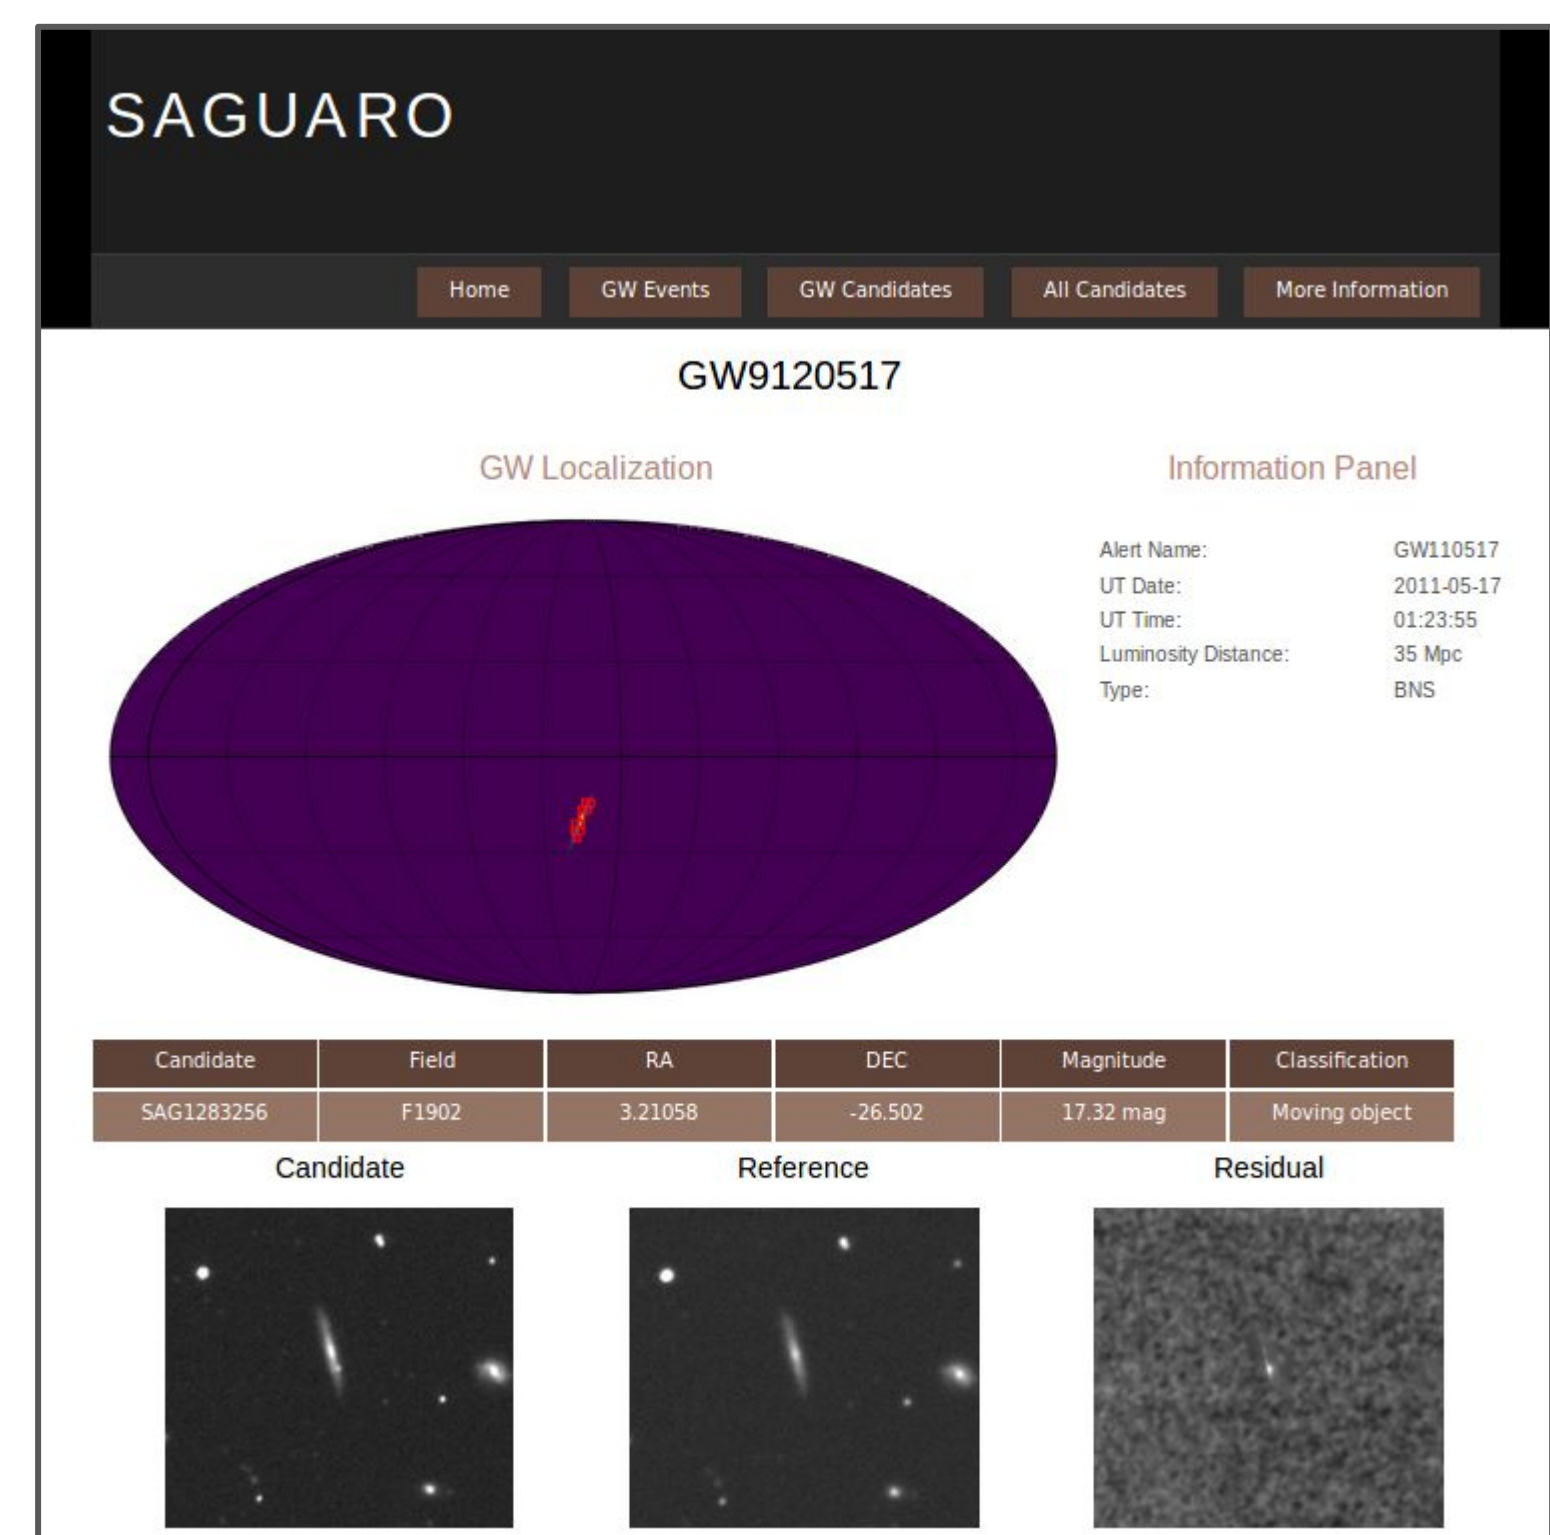 SAGUARO
Home GW Events GW Candidates All Candidates More Information
GW9120517
GW Localization
Information Panel
Alert Name: GW110517
UT Date: 2011-05-17
UT Time: 01:23:55
Luminosity Distance: 35 Mpc
Type: BNS
Candidate Field RA DEC Magnitude Classification
SAG1283256 F1902 3.21058 -26.502 17.32 mag Moving object
Candidate Reference Residual